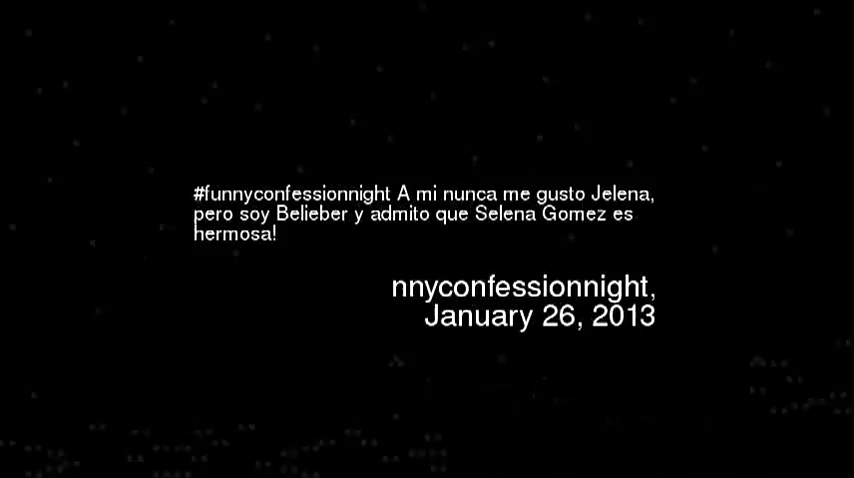 #funnyconfessionnight A mi nunca me gusto Jelena,
pero soy Belieber y admito que Selena Gomez es
hermosa!
nnyconfessionnight,
January 26, 2013